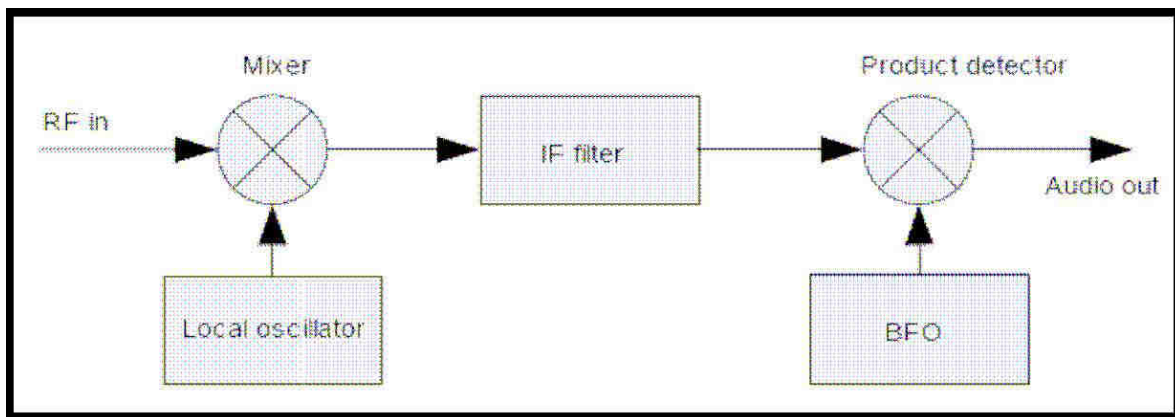 Mixer
Product detector
RF in
IF filter
Audio out
Local oscillator
BFO